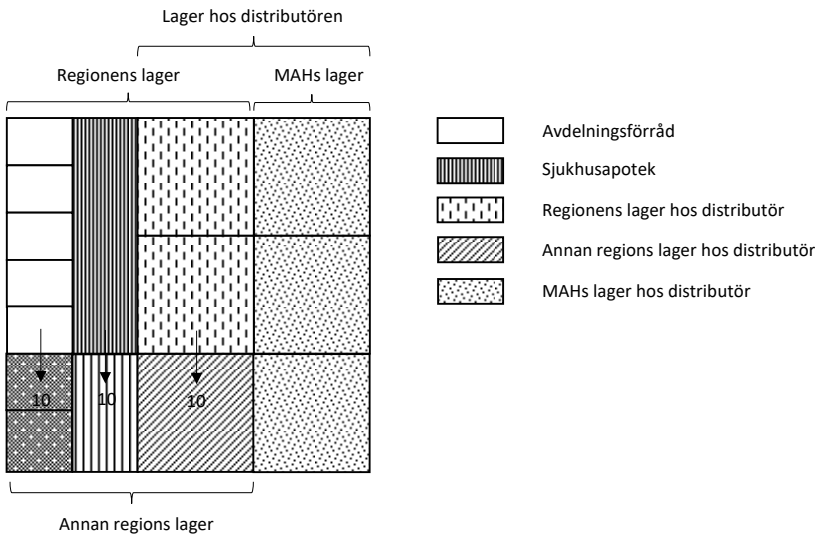 Lager hos distributören
Regionens lager
MAHs lager
Avdelningsförråd
Sjukhusapotek
Regionens lager hos distributör
Annan regions lager hos distributör
MAHs lager hos distributör
10
10
10
Annan regions lager